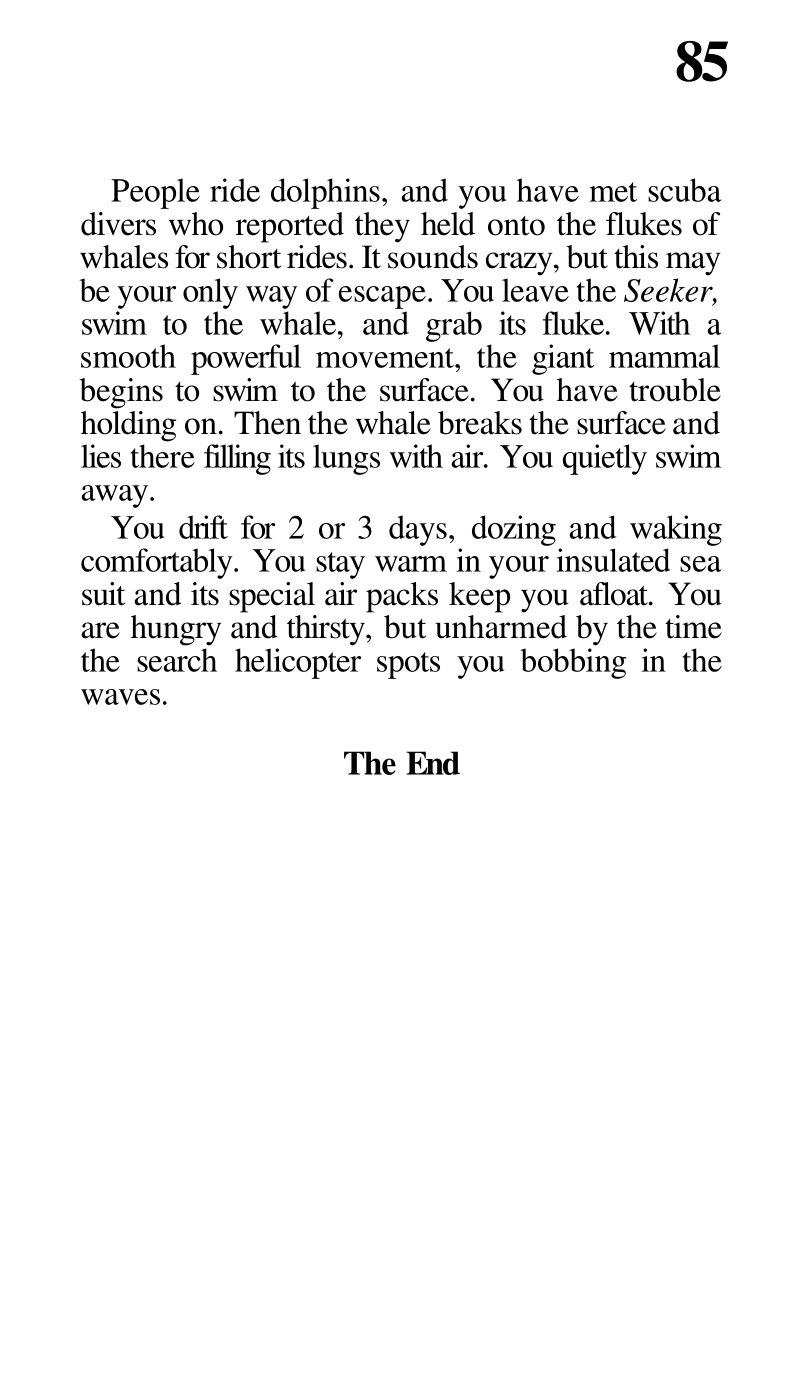 85
People ride dolphins, and you have met scuba
divers who reported they held onto the flukes of
whales for short rides. It sounds crazy, but this may
be your only way of escape. You leave the Seeker,
swim to the whale, and grab its fluke. With a
smooth powerful movement, the giant mammal
begins to swim to the surface. You have trouble
holding on. Then the whale breaks the surface and
lies there filling its lungs with air. You quietly swim
away.
You drift for 2 or 3 days, dozing and waking
comfortably. You stay warm in your insulated sea
suit and its special air packs keep you afloat. You
are hungry and thirsty, but unharmed by the time
the search helicopter spots you bobbing in the
waves.
The End